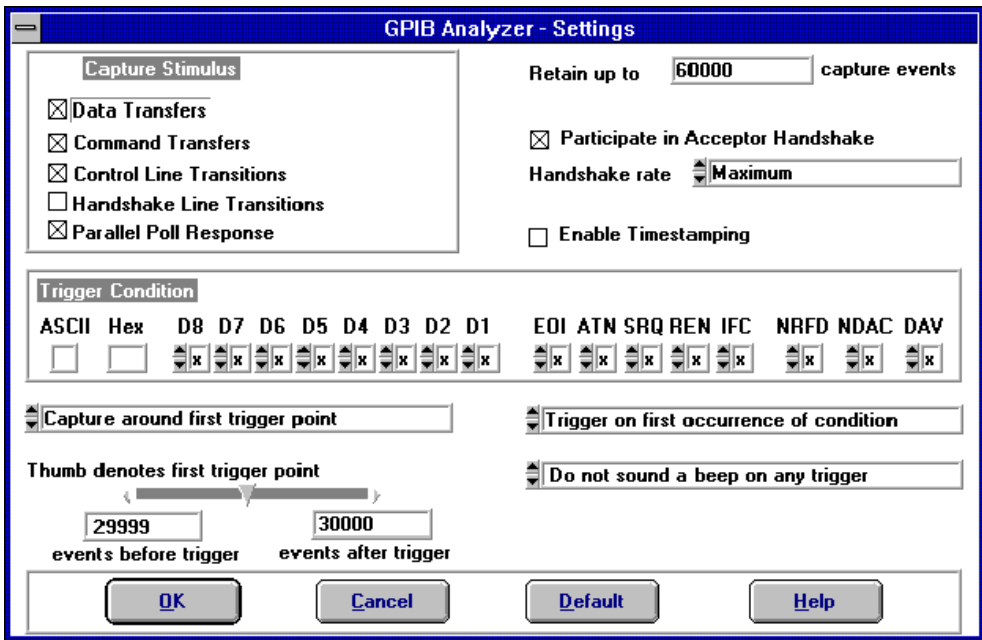 GPIB Analyzer - Settings
Capture Stimulus
Data Transfers
Command Transfers
Control Line Transitions
Handshake Line Transitions
Parallel Poll Response
Retain up to 60000 capture events
Participate in Acceptor Handshake
Handshake rate Maximum
Enable Timestamping
Trigger Condition
ASCII Hex D8 D7 D6 D5 D4 D3 D2 D1 EOI ATN SRQ REN IFC NRFD NDAC DAV
x x x x x x x x x x x x x x x x
Capture around first trigger point
Trigger on first occurrence of condition
Thumb denotes first trigger point
Do not sound a beep on any trigger
29999 30000
events before trigger events after trigger
OK Cancel Default Help